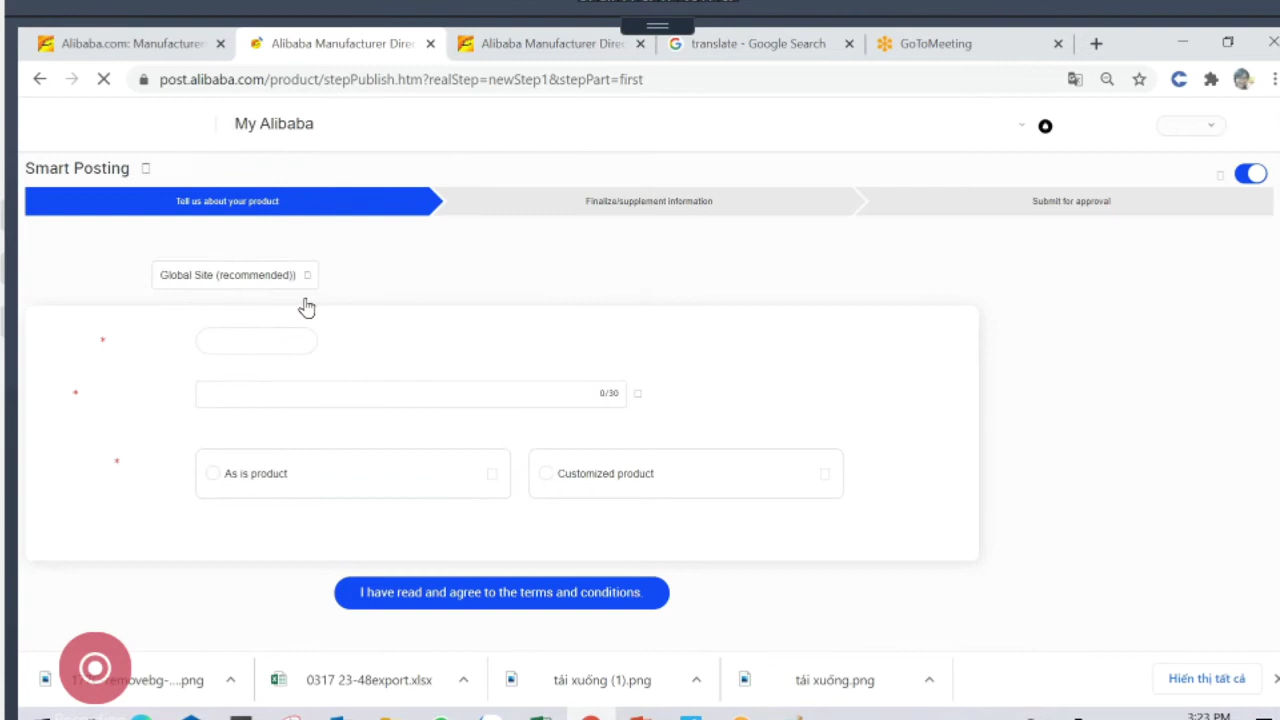 Alibaba.com: Manufacturer
Alibaba Manufacturer Direc
Alibaba Manufacturer Direc
translate - Google Search
GoToMeeting
post.alibaba.com/product/stepPublish.htm?realStep=newStep1&stepPart=first
My Alibaba
Smart Posting
Tell us about your product
Finalize/supplement information
Submit for approval
Global Site (recommended))
*
*
0/30
*
As is product
Customized product
I have read and agree to the terms and conditions.
removebg-....png
0317 23-48export.xlsx
tải xuống (1).png
tải xuống.png
Hiển thị tất cả
3:23 PM